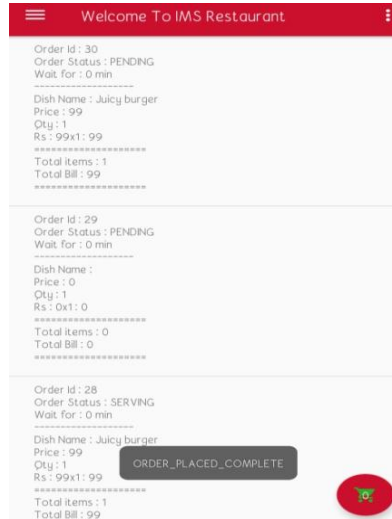 Welcome To IMS Restaurant
Order Id : 30
Order Status : PENDING
Wait for : 0 min
-------------------
Dish Name : Juicy burger
Price : 99
Qty : 1
Rs : 99x1 : 99
====================
Total items : 1
Total Bill : 99
====================
Order Id : 29
Order Status : PENDING
Wait for : 0 min
-------------------
Dish Name :
Price : 0
Qty : 1
Rs : 0x1 : 0
====================
Total items : 0
Total Bill : 0
====================
Order Id : 28
Order Status : SERVING
Wait for : 0 min
-------------------
Dish Name : Juicy burger
Price : 99
Qty : 1
Rs : 99x1 : 99
ORDER_PLACED_COMPLETE
====================
Total items : 1
Total Bill : 99